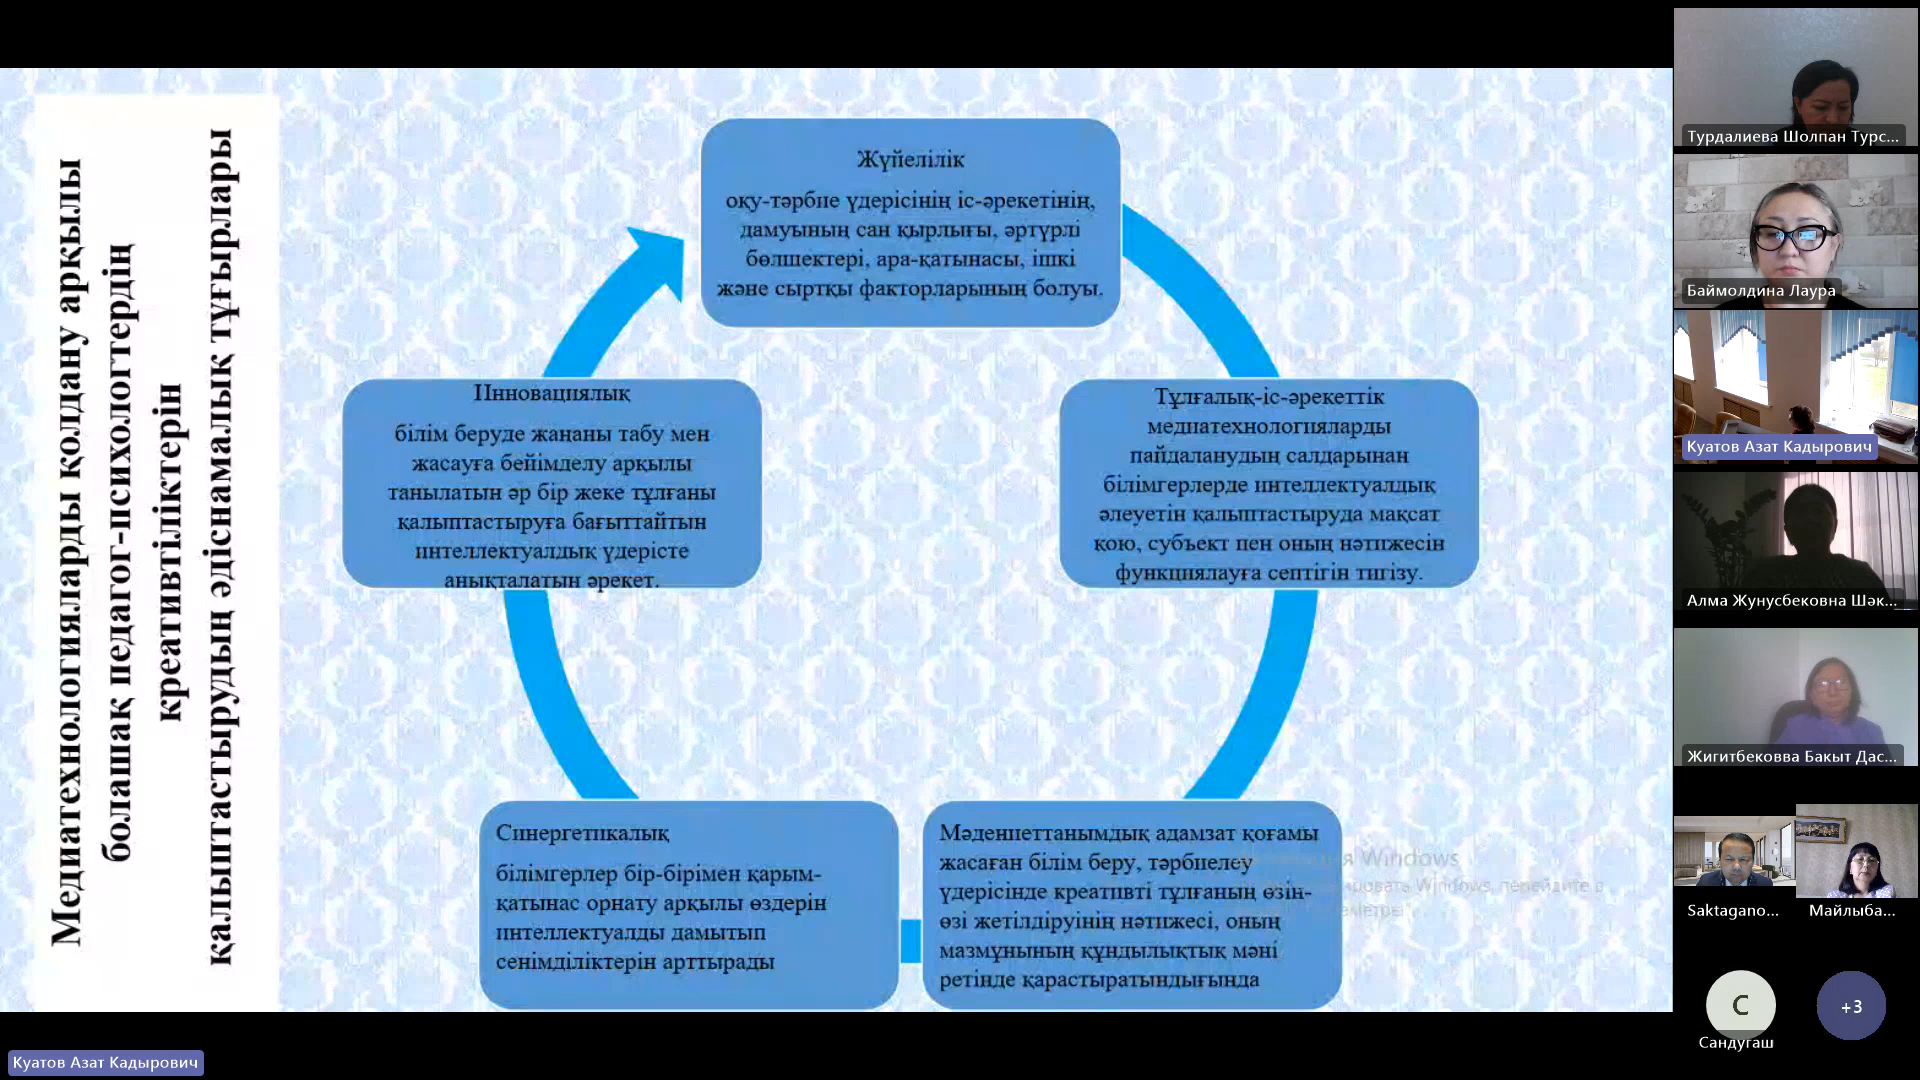 Медиатехнологияларды қолдану арқылы
болашақ педагог-психологтердің
креативтіліктерін
қалыптастырудың әдіснамалық тұғырлары
Жүйелілік
оқу-тәрбие үдерісінің іс-әрекетінің,
дамуының сан қырлығы, әртүрлі
бөлшектері, ара-қатынасы, ішкі
және сыртқы факторларының болуы.
Тұлғалық-іс-әрекеттік
медиатехнологияларды
пайдаланудың салдарынан
білімгерлерде интеллектуалдық
әлеуетін қалыптастыруда мақсат
қою, субъект пен оның нәтижесін
функциялауға септігін тигізу.
Мәдениеттанымдық адамзат қоғамы
жасаған білім беру, тәрбиелеу
үдерісінде креативті тұлғаның өзін-
өзі жетілдіруінің нәтижесі, оның
мазмұнының құндылықтық мәні
ретінде қарастыратындығында
Синергетикалық
білімгерлер бір-бірімен қарым-
қатынас орнату арқылы өздерін
интеллектуалды дамытып
сенімділіктерін арттырады
Инновациялық
білім беруде жаңаны табу мен
жасауға бейімделу арқылы
танылатын әр бір жеке тұлғаны
қалыптастыруға бағыттайтын
интеллектуалдық үдерісте
анықталатын әрекет.
Windows
Windows, перейдите в
Турдалиева Шолпан Турс...
Баймолдина Лаура
Куатов Азат Кадырович
Алма Жунусбековна Шәк...
Жигитбековва Бакыт Дас...
Saktagano...
Майлыба...
С
+3
Сандугаш
Куатов Азат Кадырович